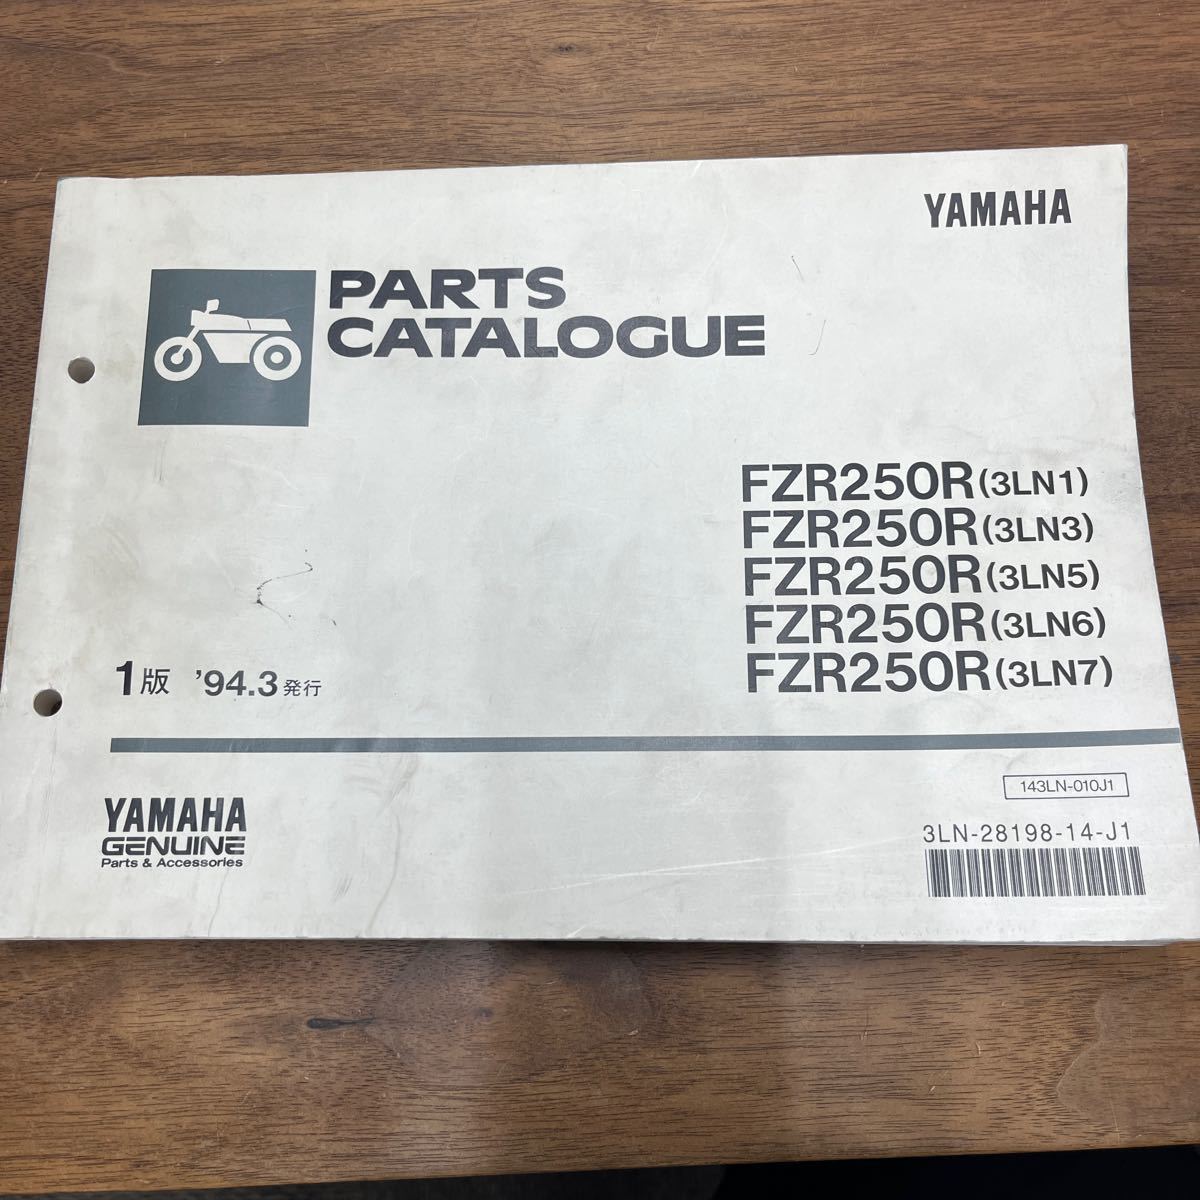 YAMAHA
PARTS
CATALOGUE
FZR250R(3LN1)
FZR250R(3LN3)
FZR250R(3LN5)
FZR250R(3LN6)
FZR250R(3LN7)
1版 '94.3発行
143LN-010J1
3LN-28198-14-J1
YAMAHA
GENUINE
Parts & Accessories